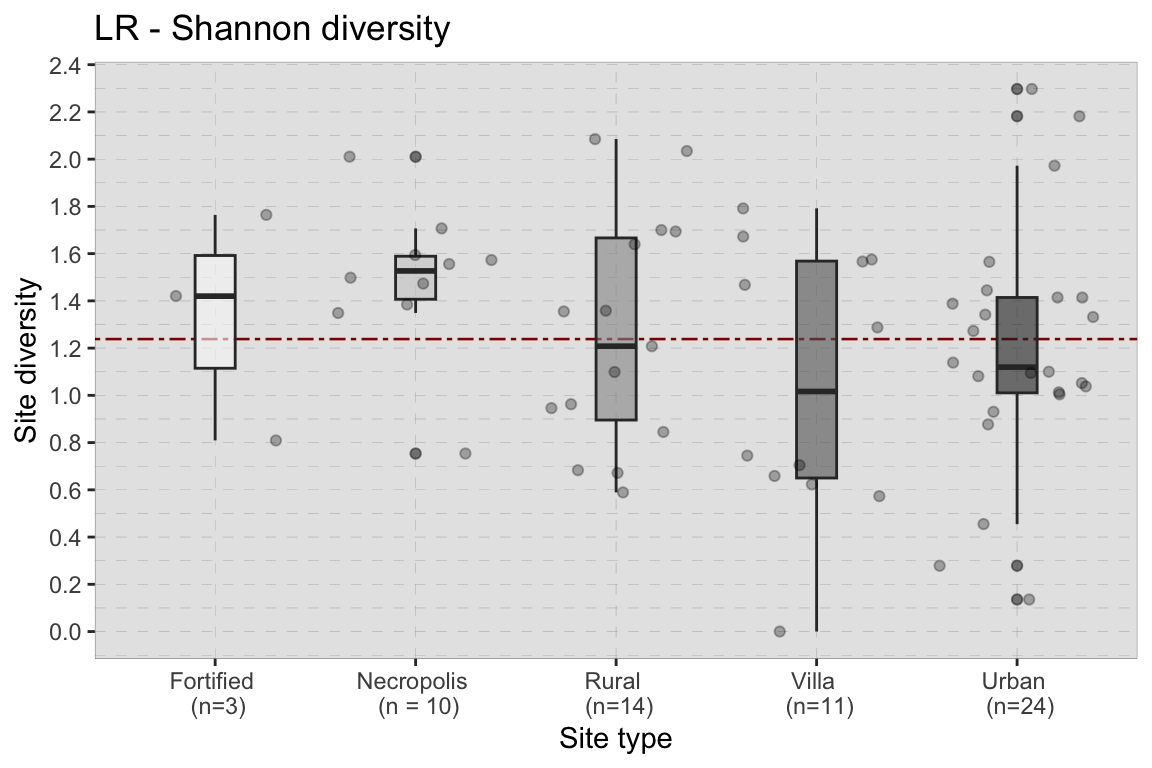 LR - Shannon diversity
2.4
2.2
2.0
1.8
1.6
1.4
1.2
1.0
0.8
0.6
0.4
0.2
0.0
Site diversity
Fortified Necropolis Rural Villa Urban
(n=3) (n = 10) (n=14) (n=11) (n=24)
Site type